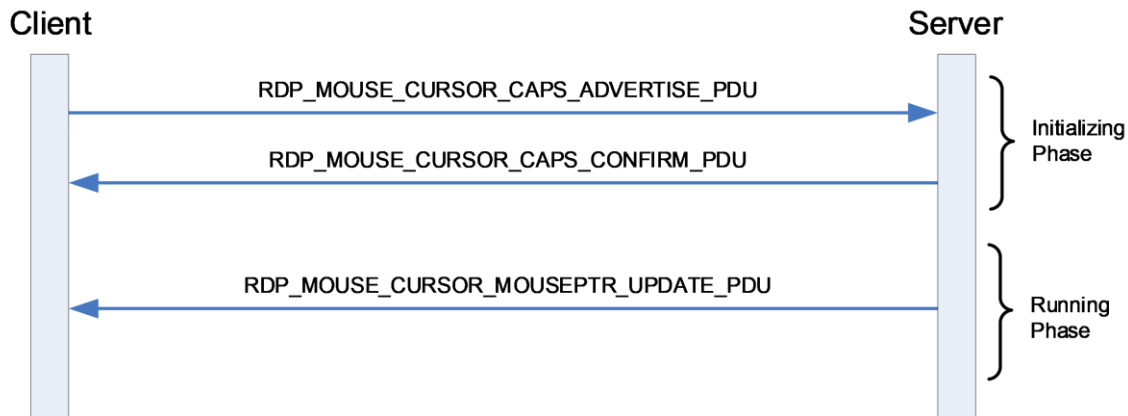 Client
Server
RDP_MOUSE_CURSOR_CAPS_ADVERTISE_PDU
Initializing
Phase
RDP_MOUSE_CURSOR_CAPS_CONFIRM_PDU
RDP_MOUSE_CURSOR_MOUSEPTR_UPDATE_PDU
Running
Phase